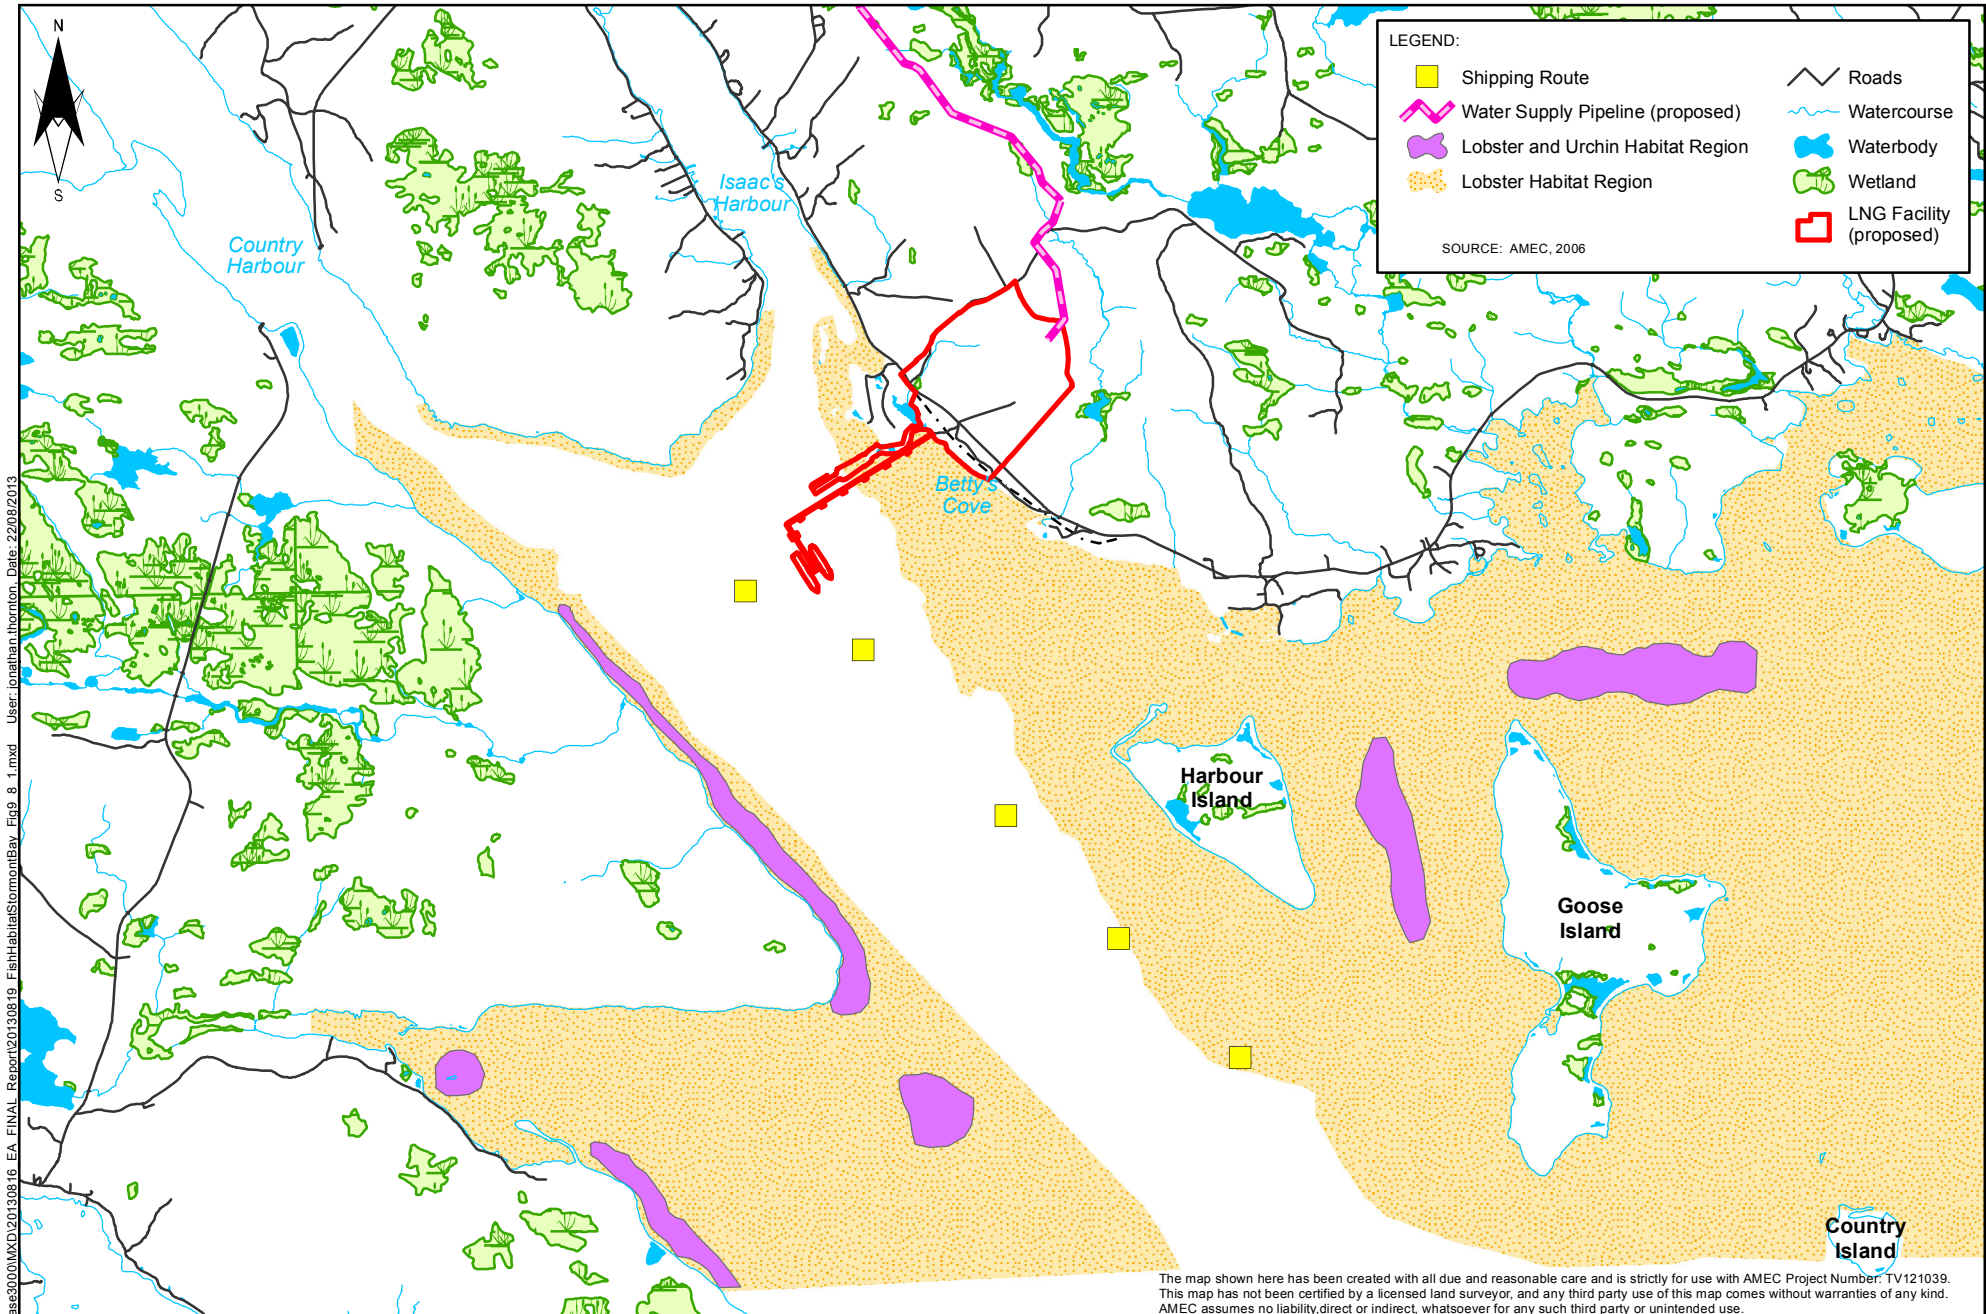 N
S
LEGEND:
Shipping Route
Water Supply Pipeline (proposed)
Lobster and Urchin Habitat Region
Lobster Habitat Region
SOURCE: AMEC, 2006
Roads
Watercourse
Waterbody
Wetland
LNG Facility
(proposed)
Isaac's
Harbour
Country
Harbour
Betty's
Cove
Harbour
Island
Goose
Island
Country
Island
The map shown here has been created with all due and reasonable care and is strictly for use with AMEC Project Number: TV121039.
This map has not been certified by a licensed land surveyor, and any third party use of this map comes without warranties of any kind.
AMEC assumes no liability,direct or indirect, whatsoever for any such third party or unintended use.
ase3000\MXD\20130816_EA_FINAL_Report\20130819_FishHabitatStormontBay_Fig9_8_1.mxd User: jonathan.thornton, Date: 22/08/2013